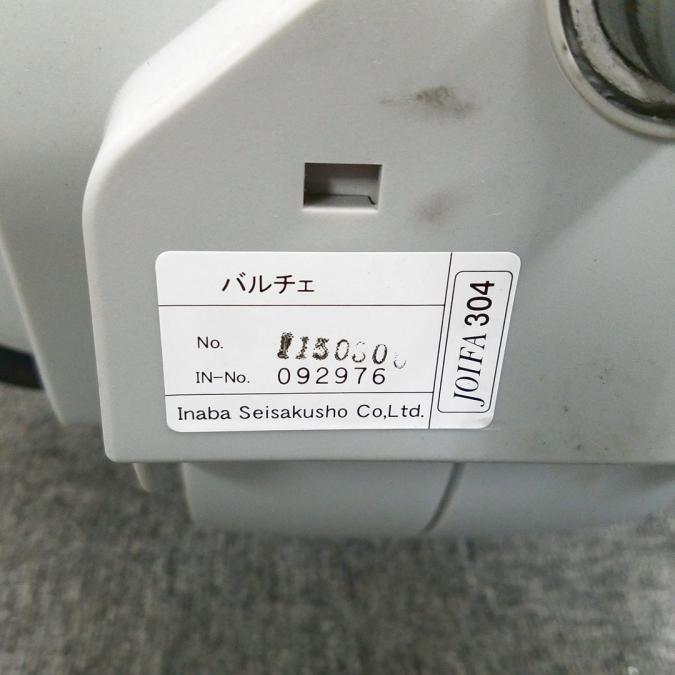 バルチェ
No.
IN-No. 092976
Inaba Seisakusho Co,Ltd.
JOIFA 304